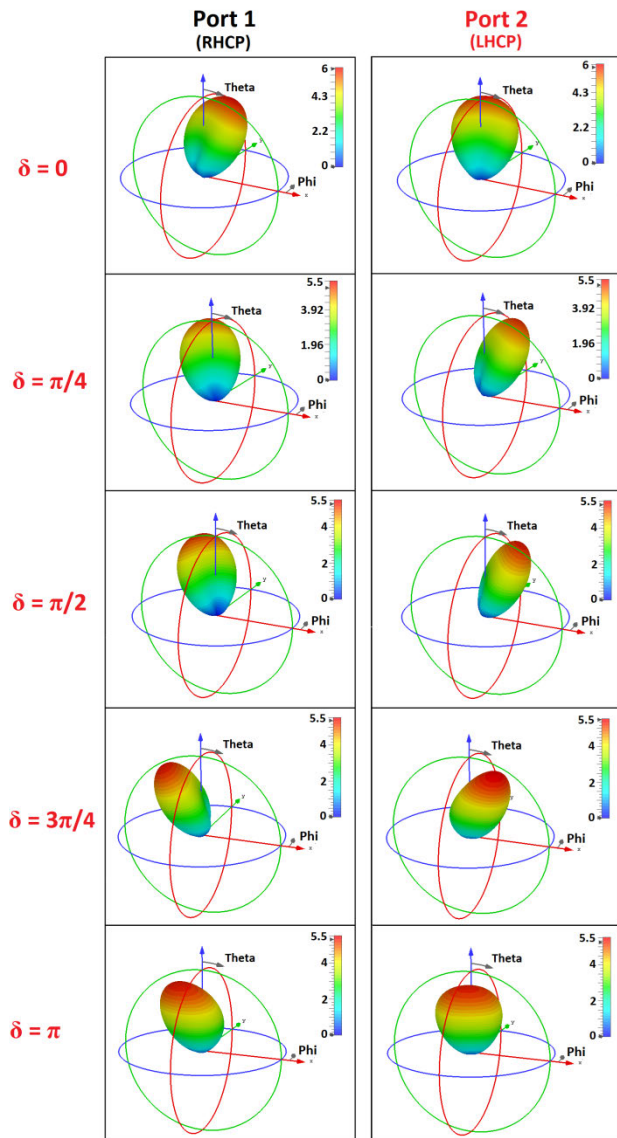 Port 1
(RHCP)
Port 2
(LHCP)
δ = 0
Theta
Phi
x
y
6
4.3
2.2
0
Theta
Phi
x
6
4.3
2.2
0
δ = π/4
Theta
Phi
x
y
5.5
3.92
1.96
0
Theta
Phi
x
y
5.5
3.92
1.96
0
δ = π/2
Theta
Phi
x
y
5.5
4
2
0
Theta
Phi
x
y
5.5
4
2
0
δ = 3π/4
Theta
Phi
x
y
5.5
4
2
0
Theta
Phi
x
y
5.5
4
2
0
δ = π
Theta
Phi
x
y
5.5
4
2
0
Theta
Phi
x
y
5.5
4
2
0